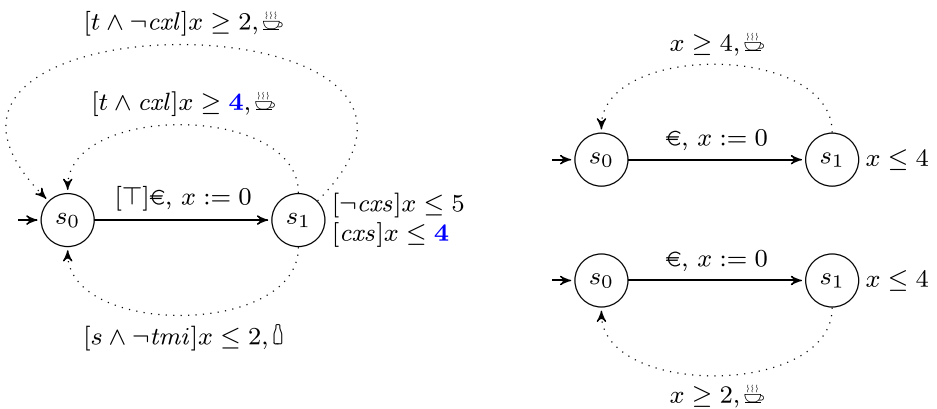 [t ∧ ¬cxl]x ≥ 2,☕
[t ∧ cxl]x ≥ 4,☕
[⊤]€, x := 0
s₀
s₁
[¬cxs]x ≤ 5
[cxs]x ≤ 4
[s ∧ ¬tmi]x ≤ 2,
x ≥ 4,☕
€, x := 0
s₀
s₁
x ≤ 4
€, x := 0
s₀
s₁
x ≤ 4
x ≥ 2,☕